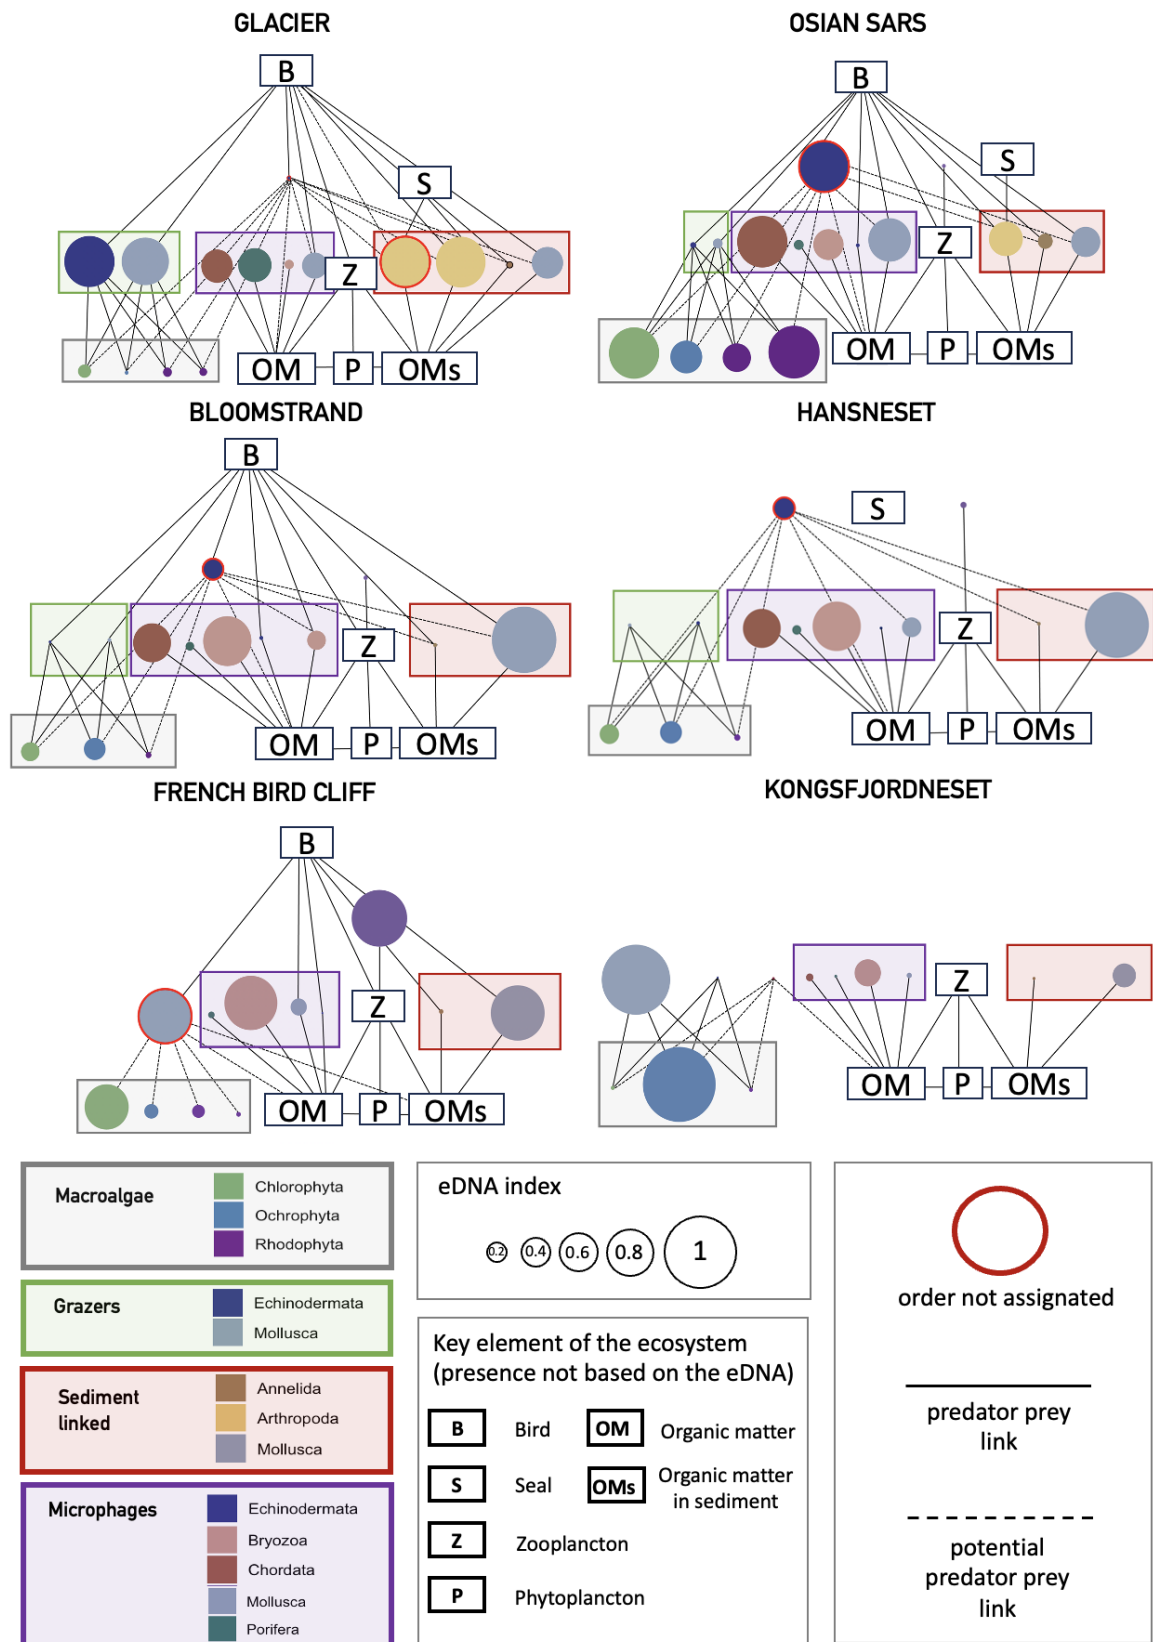 GLACIER
OSIAN SARS
B
B
S
S
Z
Z
OM
P
OMs
OM
P
OMs
BLOOMSTRAND
HANSNESET
B
S
Z
Z
OM
P
OMs
OM
P
OMs
FRENCH BIRD CLIFF
KONGSFJORDNESET
B
Z
Z
OM
P
OMs
OM
P
OMs
Macroalgae
Chlorophyta
Ochrophyta
Rhodophyta
Grazers
Echinodermata
Mollusca
Sediment
linked
Annelida
Arthropoda
Mollusca
Microphages
Echinodermata
Bryozoa
Chordata
Mollusca
Porifera
eDNA index
0.2
0.4
0.6
0.8
1
Key element of the ecosystem
(presence not based on the eDNA)
B
Bird
OM
Organic matter
S
Seal
OMs
Organic matter
in sediment
Z
Zooplancton
P
Phytoplancton
order not assigned
predator prey
link
potential
predator prey
link